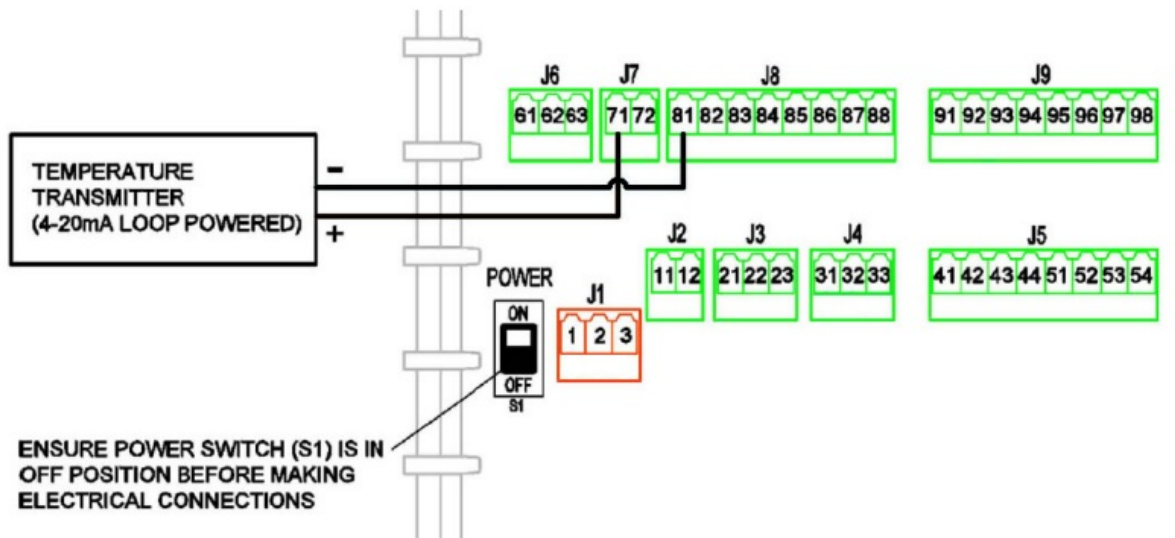 J6 J7 J8 J9
61 62 63 71 72 81 82 83 84 85 86 87 88 91 92 93 94 95 96 97 98
TEMPERATURE
TRANSMITTER
(4-20mA LOOP POWERED)
-
+
J2 J3 J4 J5
11 12 21 22 23 31 32 33 41 42 43 44 51 52 53 54
POWER
ON
OFF
S1
J1
1 2 3
ENSURE POWER SWITCH (S1) IS IN
OFF POSITION BEFORE MAKING
ELECTRICAL CONNECTIONS